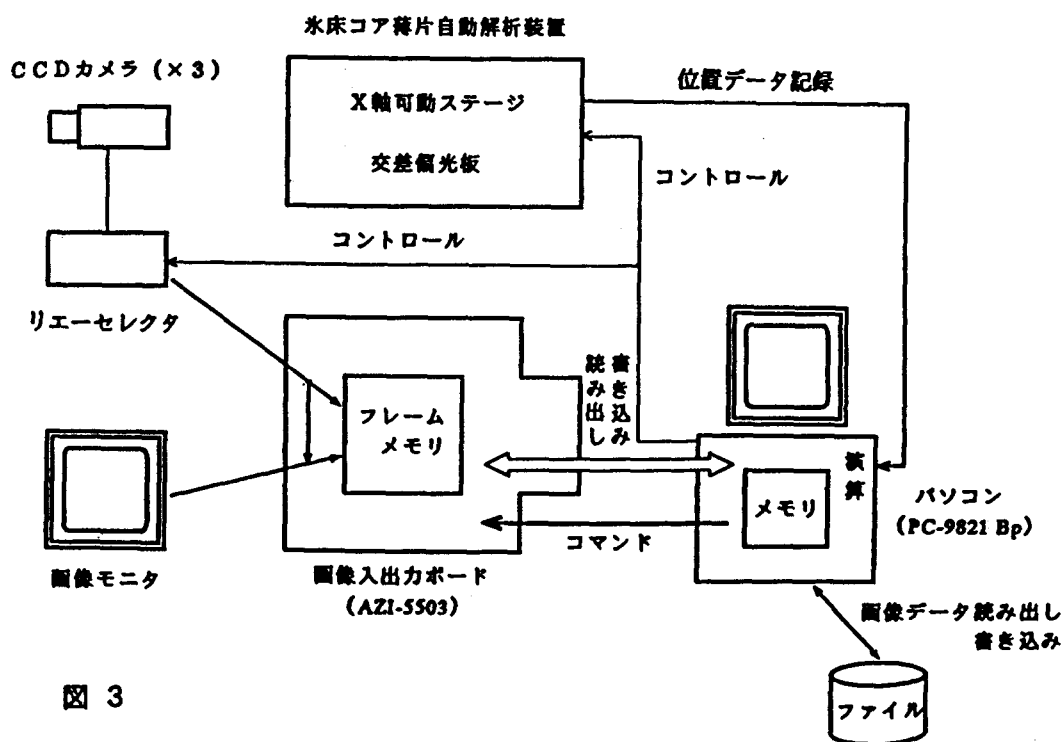 氷床コア薄片自動解析装置
CCDカメラ (×3)
X軸可動ステージ
交差偏光板
位置データ記録
コントロール
コントロール
リエーセレクタ
フレーム
メモリ
読み出し
書き込み
演算
メモリ
パソコン
(PC-9821 Bp)
コマンド
画像モニタ
画像入出力ボード
(AZI-5503)
画像データ読み出し
書き込み
ファイル
図 3